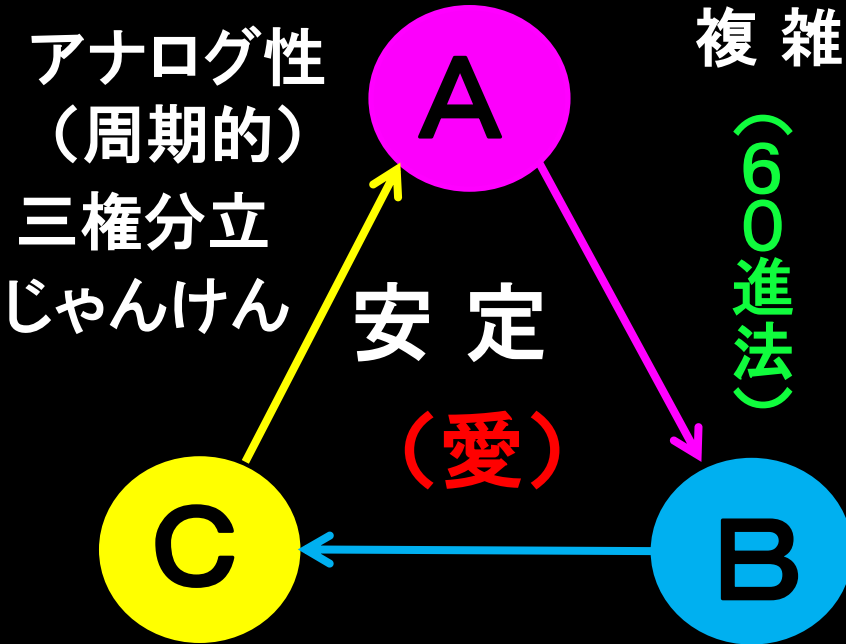 アナログ性
（周期的）
三権分立
じゃんけん
A
複雑
（６０進法）
安定
（愛）
C
B